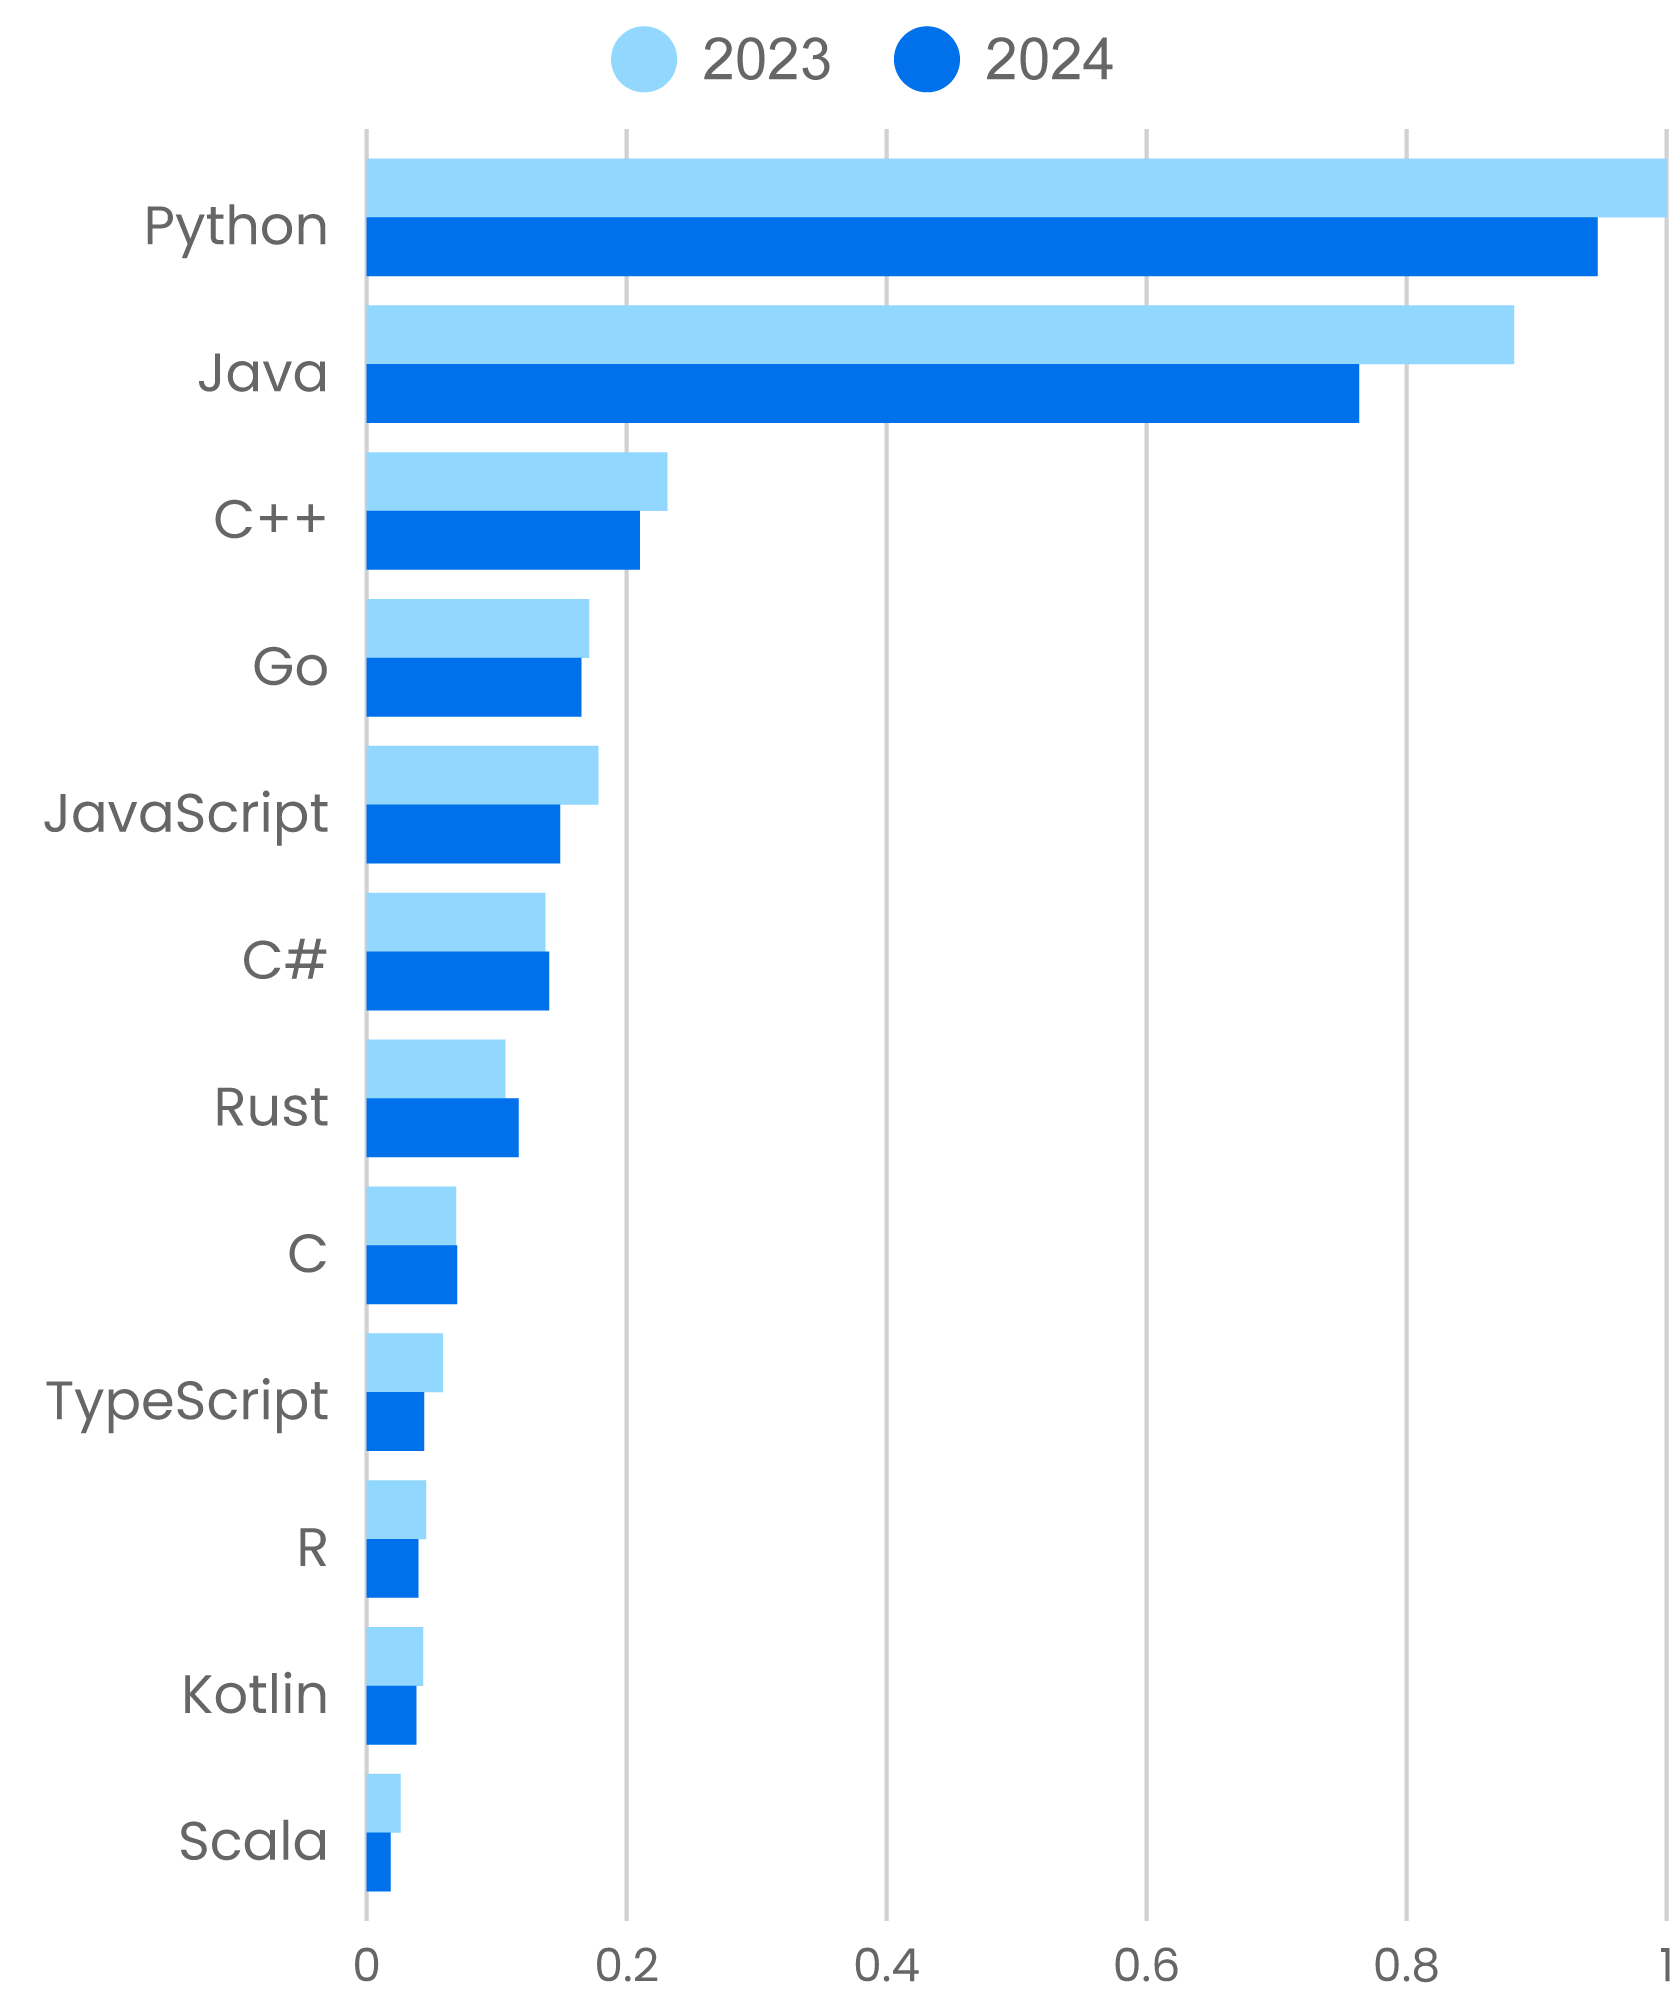 2023 2024
Python
Java
C++
Go
JavaScript
C#
Rust
C
TypeScript
R
Kotlin
Scala
0 0.2 0.4 0.6 0.8 1